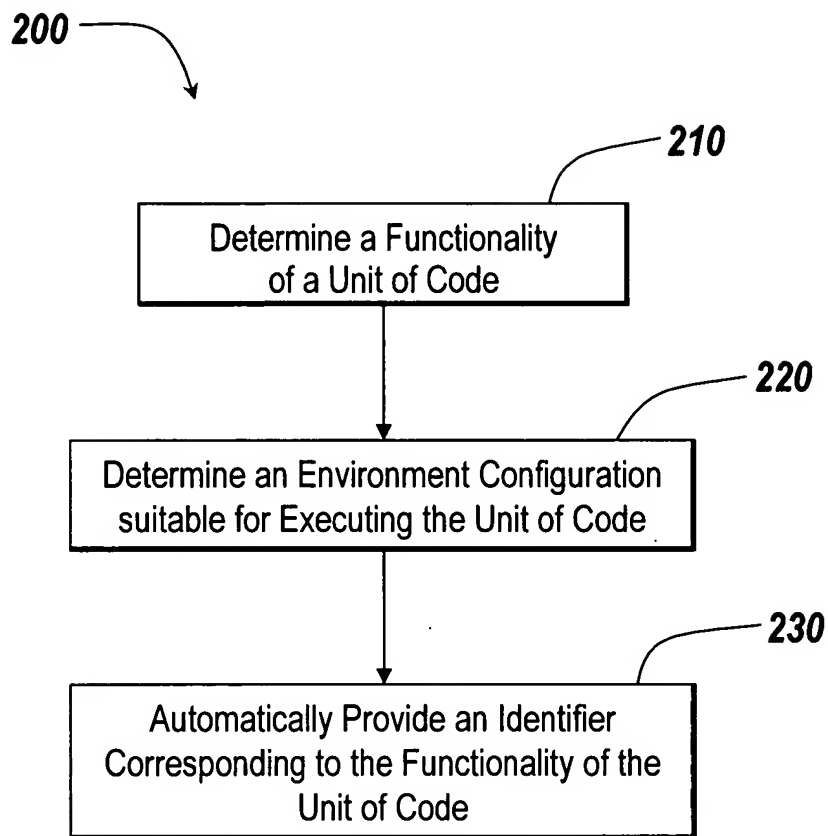 200
210
Determine a Functionality
of a Unit of Code
220
Determine an Environment Configuration
suitable for Executing the Unit of Code
230
Automatically Provide an Identifier
Corresponding to the Functionality of the
Unit of Code